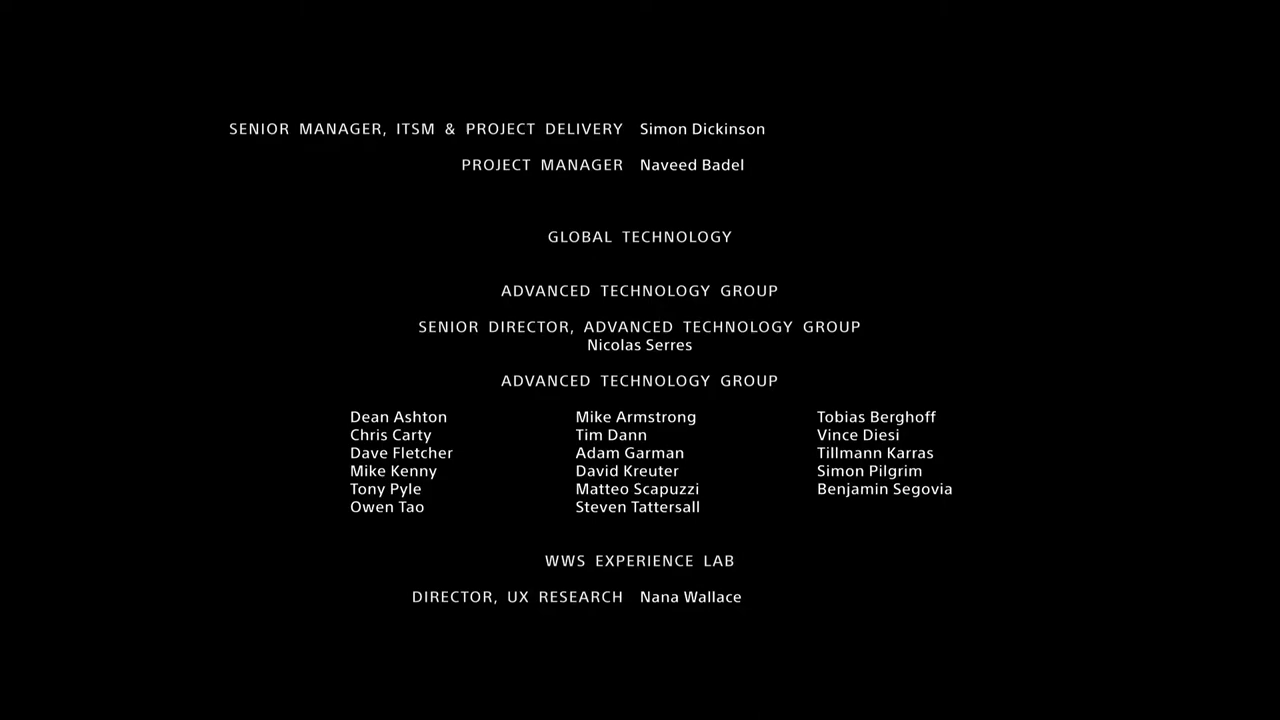 SENIOR MANAGER, ITSM & PROJECT DELIVERY Simon Dickinson
PROJECT MANAGER Naveed Badel
GLOBAL TECHNOLOGY
ADVANCED TECHNOLOGY GROUP
SENIOR DIRECTOR, ADVANCED TECHNOLOGY GROUP
Nicolas Serres
ADVANCED TECHNOLOGY GROUP
Dean Ashton Mike Armstrong Tobias Berghoff
Chris Carty Tim Dann Vince Diesi
Dave Fletcher Adam Garman Tillmann Karras
Mike Kenny David Kreuter Simon Pilgrim
Tony Pyle Matteo Scapuzzi Benjamin Segovia
Owen Tao Steven Tattersall
WWS EXPERIENCE LAB
DIRECTOR, UX RESEARCH Nana Wallace